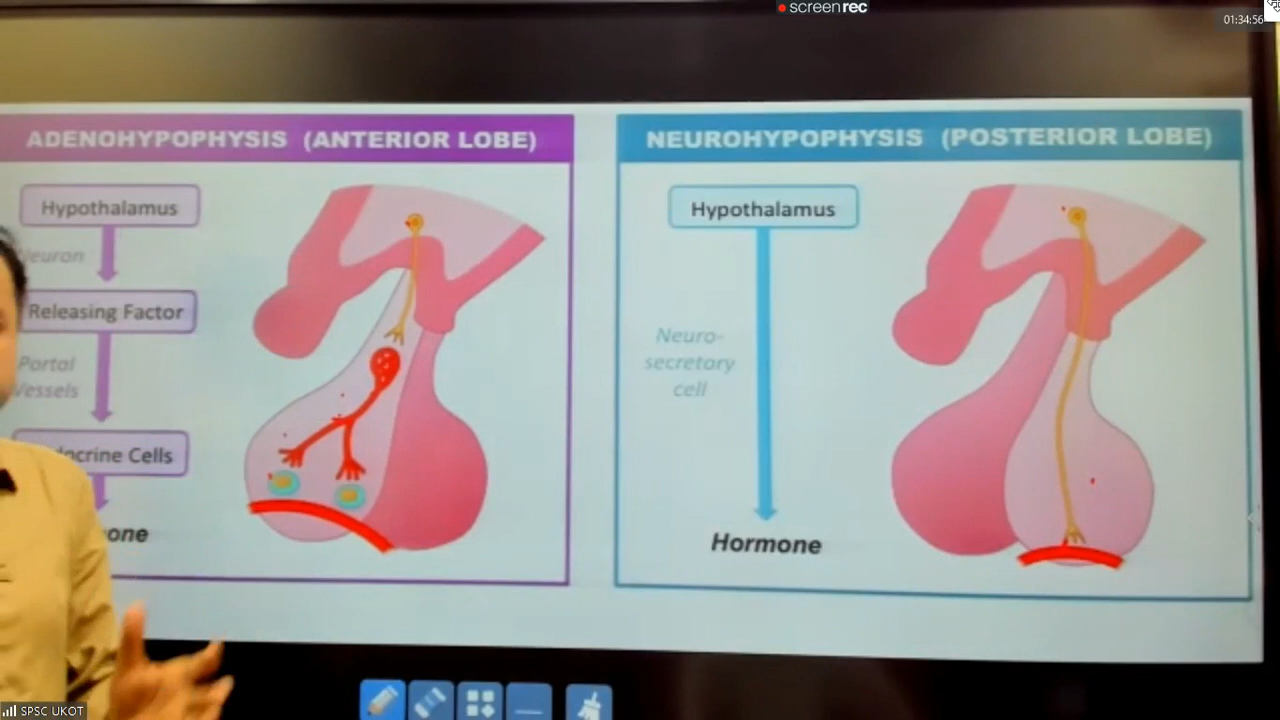 screenrec
01:34:56
ADENOHYPOPHYSIS (ANTERIOR LOBE)
Hypothalamus
Releasing Factor
Portal
Cells
NEUROHYPOPHYSIS (POSTERIOR LOBE)
Hypothalamus
Neuro-
secretory
cell
Hormone
SPSC UKOT